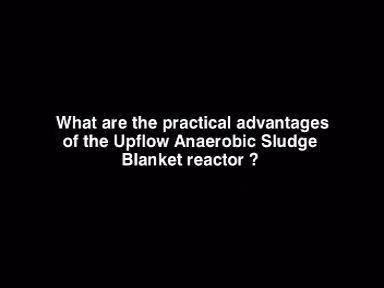 What are the practical advantages
of the Upflow Anaerobic Sludge
Blanket reactor ?